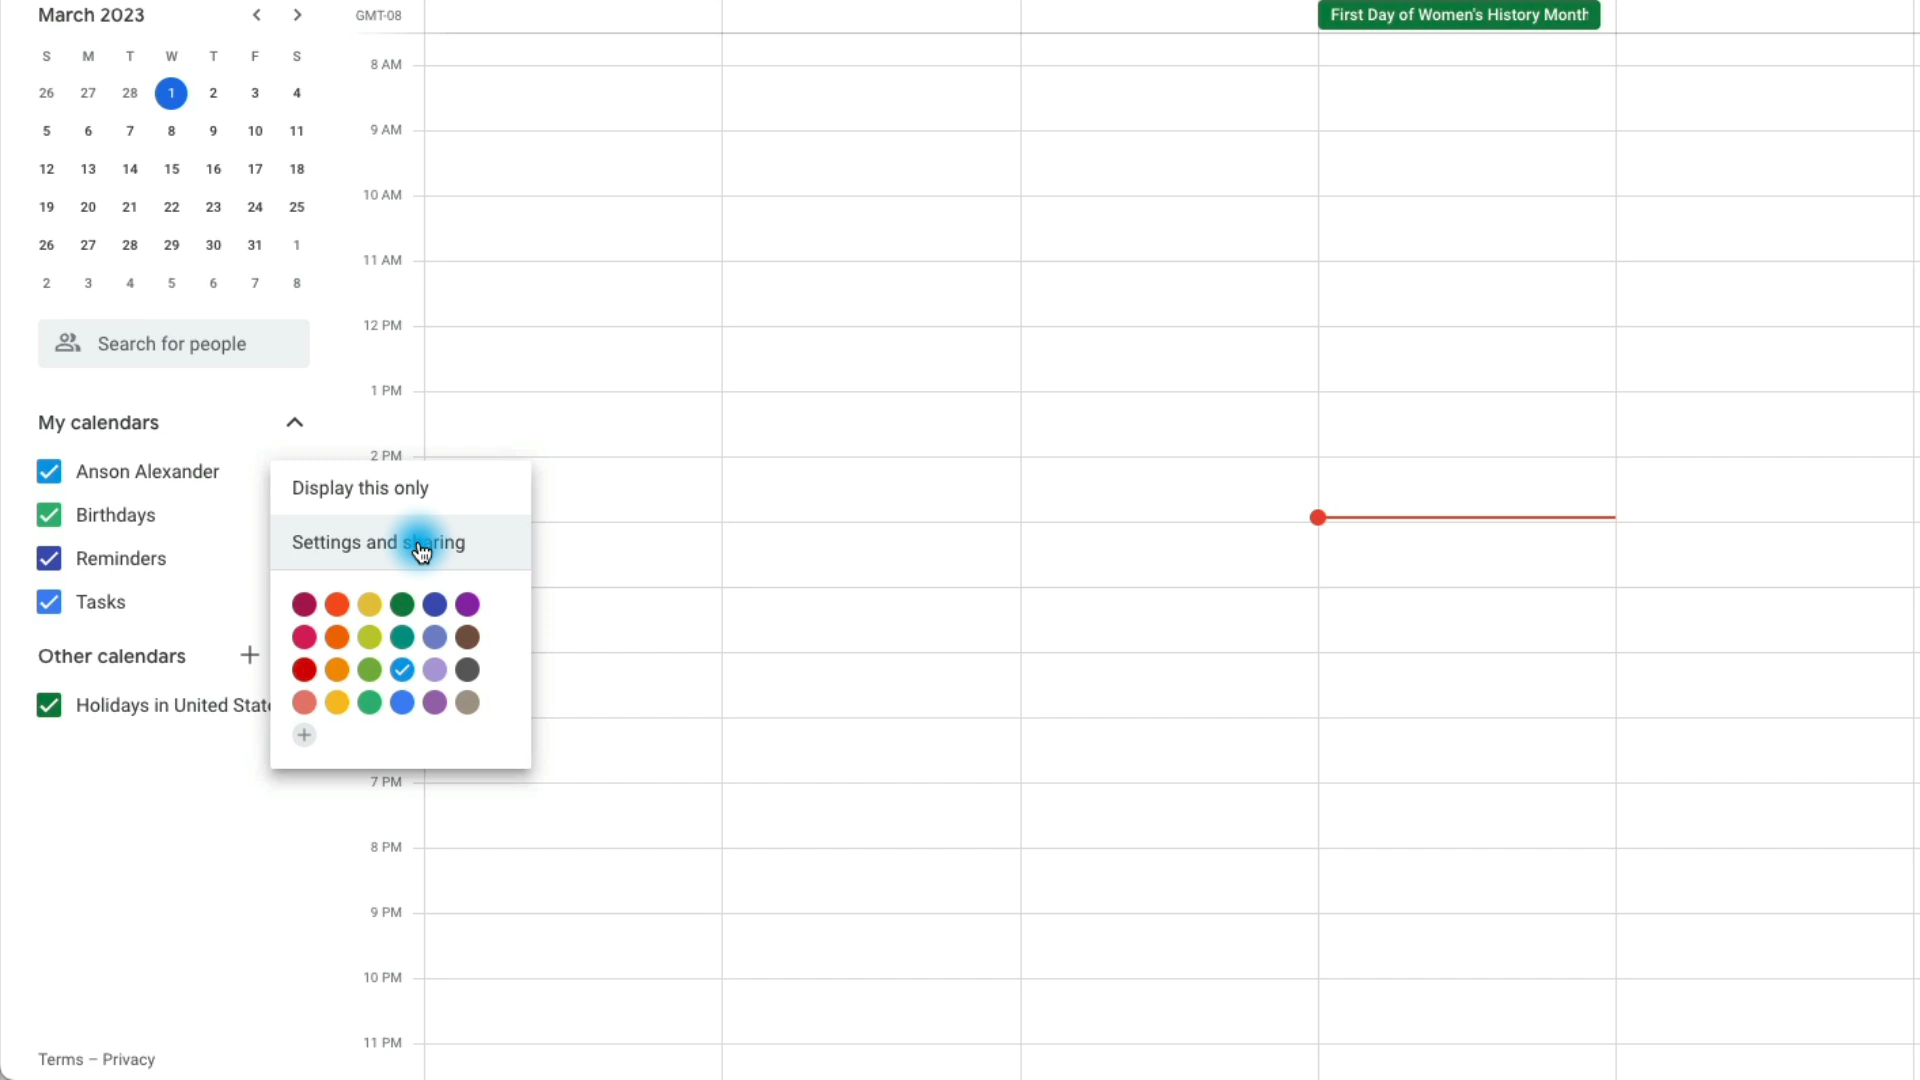 March 2023
S M T W T F S
26 27 28 1 2 3 4
5 6 7 8 9 10 11
12 13 14 15 16 17 18
19 20 21 22 23 24 25
26 27 28 29 30 31 1
2 3 4 5 6 7 8
Search for people
My calendars
Anson Alexander
Birthdays
Reminders
Tasks
Other calendars
Holidays in United State
Terms – Privacy
Display this only
Settings and sharing
GMT-08
First Day of Women's History Month
8 AM
9 AM
10 AM
11 AM
12 PM
1 PM
2 PM
7 PM
8 PM
9 PM
10 PM
11 PM